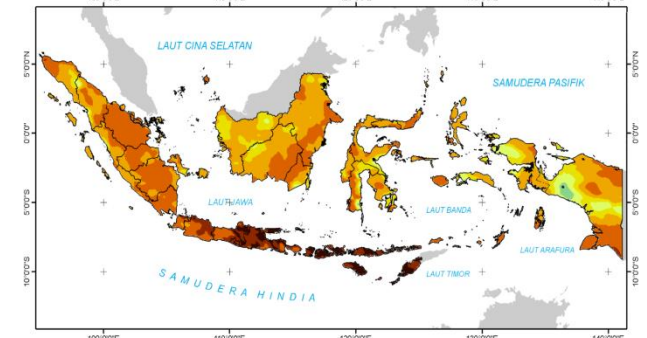 LAUT CINA SELATAN
SAMUDERA PASIFIK
5°0'0"N
5°0'0"N
0°0'0"
0°0'0"
LAUT JAWA
5°0'0"S
5°0'0"S
LAUT BANDA
LAUT ARAFURA
10°0'0"S
10°0'0"S
LAUT TIMOR
SAMUDERA HINDIA